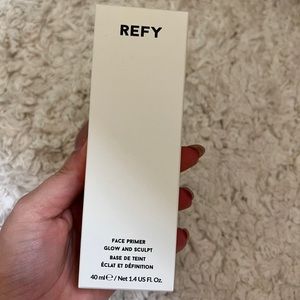 REFY
FACE PRIMER
GLOW AND SCULPT
BASE DE TEINT
ÉCLAT ET DÉFINITION
40 ml ℮ / Net 1.4 US Fl. Oz.